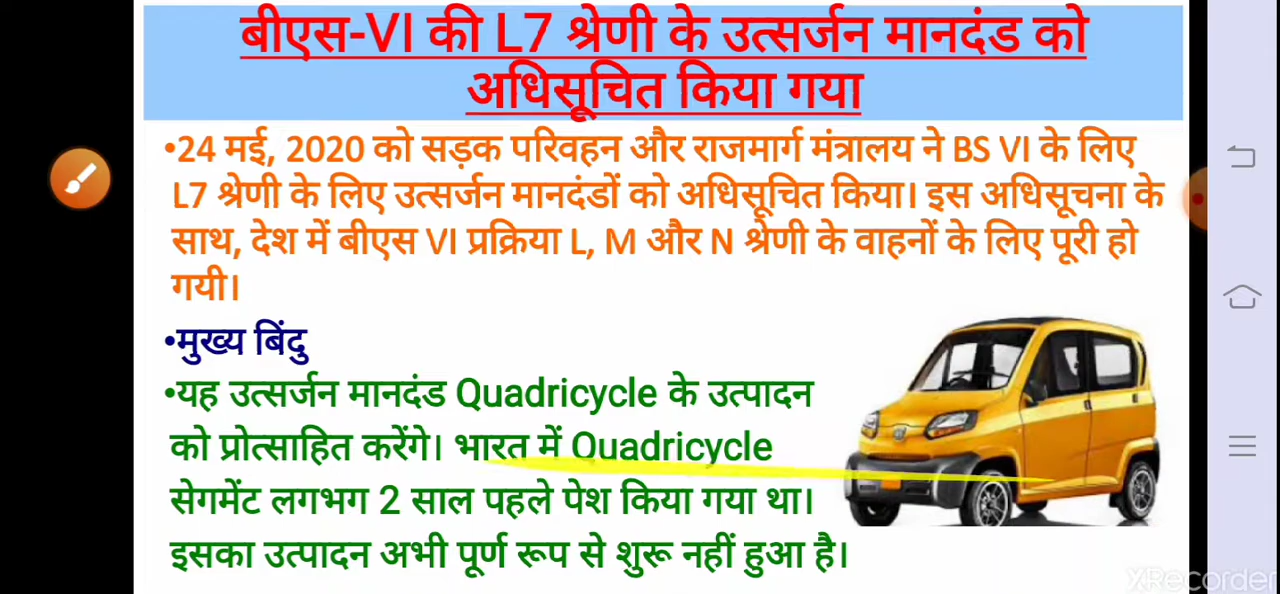 बीएस-VI की L7 श्रेणी के उत्सर्जन मानदंड को
अधिसूचित किया गया
•24 मई, 2020 को सड़क परिवहन और राजमार्ग मंत्रालय ने BS VI के लिए
L7 श्रेणी के लिए उत्सर्जन मानदंडों को अधिसूचित किया। इस अधिसूचना के
साथ, देश में बीएस VI प्रक्रिया L, M और N श्रेणी के वाहनों के लिए पूरी हो
गयी।
•मुख्य बिंदु
•यह उत्सर्जन मानदंड Quadricycle के उत्पादन
को प्रोत्साहित करेंगे। भारत में Quadricycle
सेगमेंट लगभग 2 साल पहले पेश किया गया था।
इसका उत्पादन अभी पूर्ण रूप से शुरू नहीं हुआ है।
XRecorder